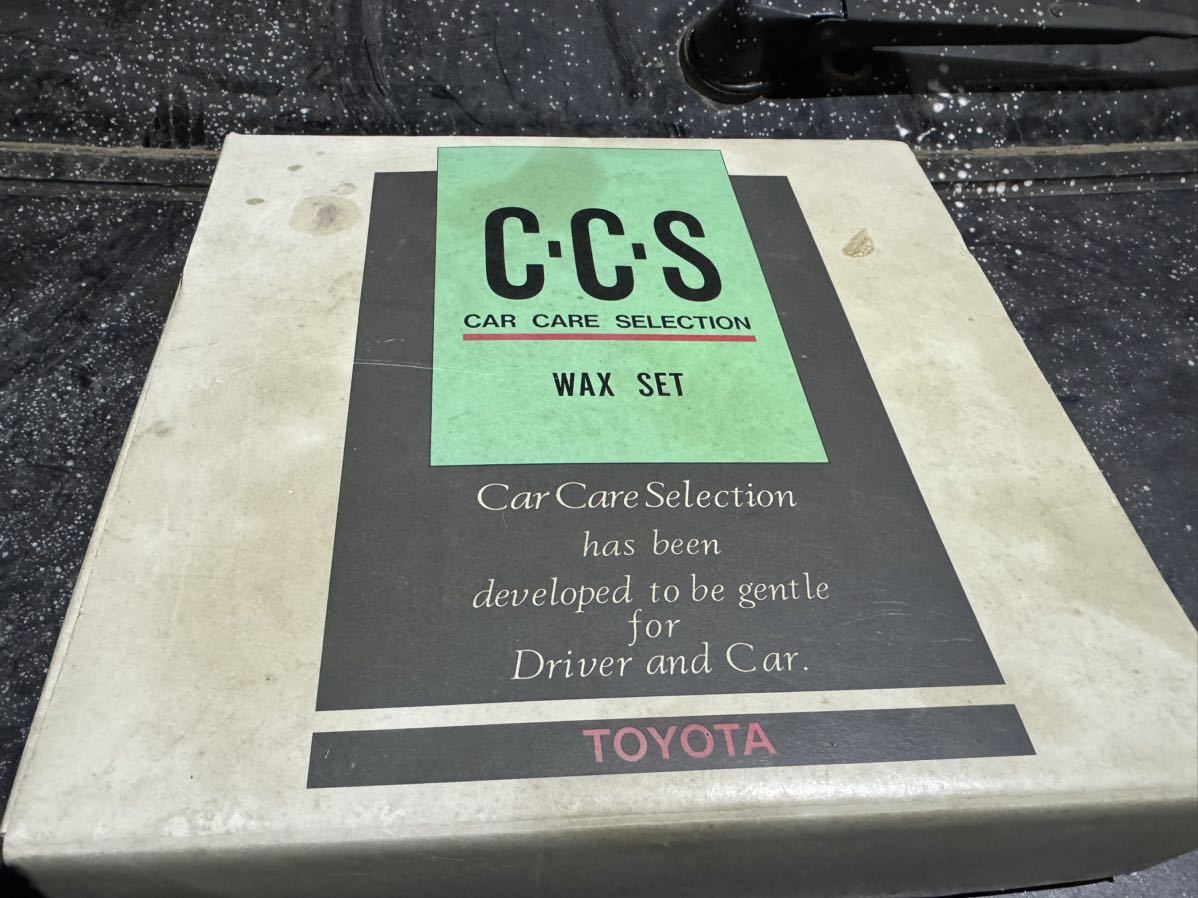 C·C·S
CAR CARE SELECTION
WAX SET
Car Care Selection
has been
developed to be gentle
for
Driver and Car.
TOYOTA